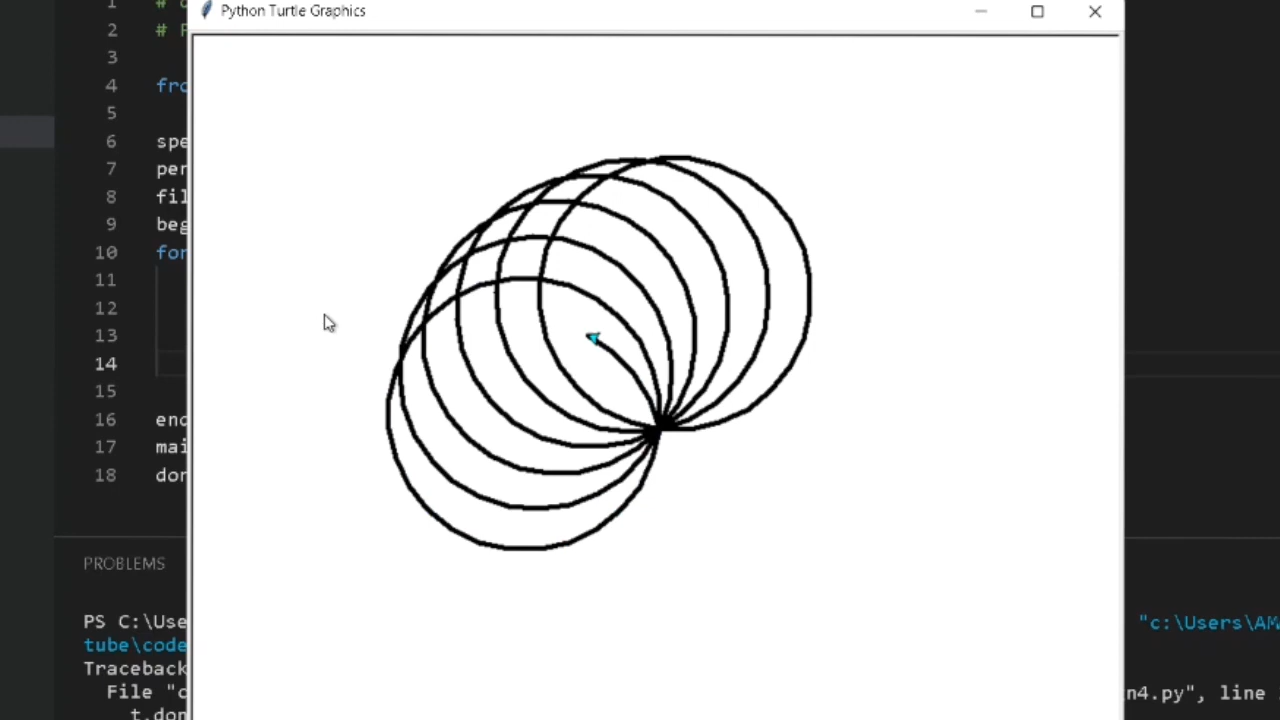 Python Turtle Graphics
1 #
2 #
3
4 fro
5
6 spe
7 per
8 fil
9 beg
10 for
11
12
13
14
15
16 end
17 mai
18 don
PROBLEMS
PS C:\Use "c:\Users\AM
tube\code
Traceback
File "c n4.py", line
t.don